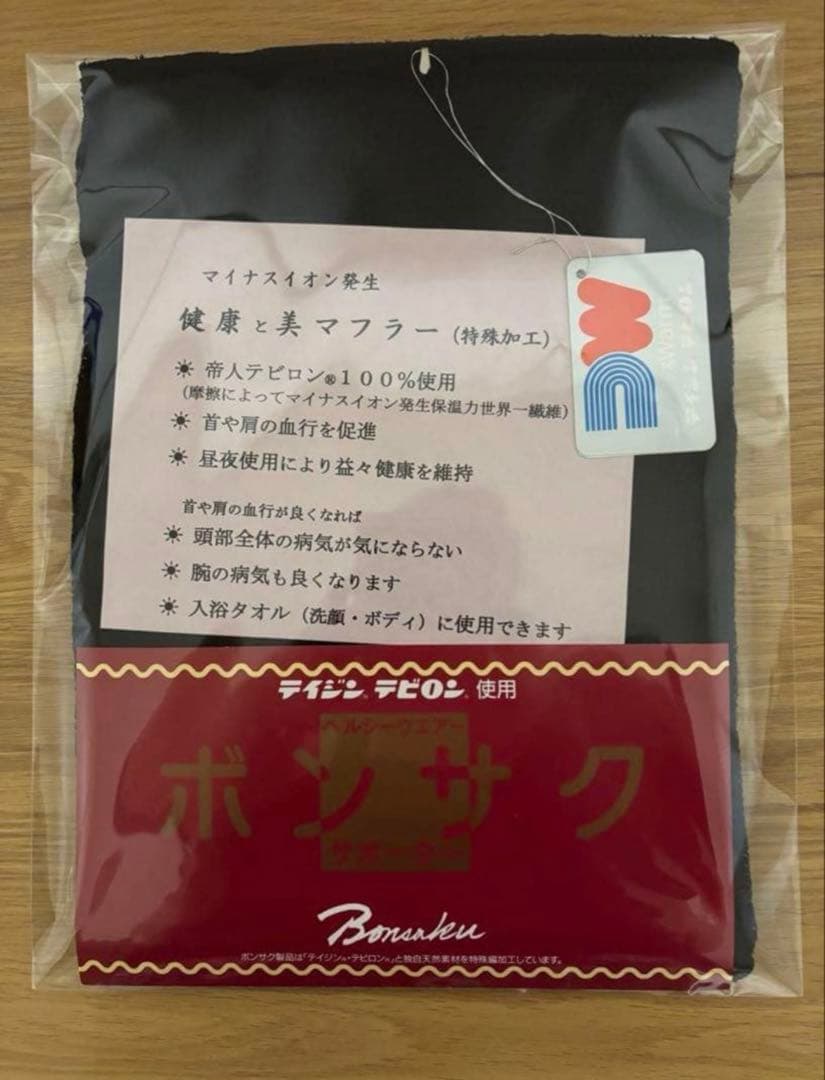 マイナスイオン発生
健康と美マフラー(特殊加工)
☀ 帝人テビロン®100%使用
(摩擦によってマイナスイオン発生保温力世界一繊維)
☀ 首や肩の血行を促進
☀ 昼夜使用により益々健康を維持
首や肩の血行が良くなれば
☀ 頭部全体の病気が気にならない
☀ 腕の病気も良くなります
☀ 入浴タオル(洗顔・ボディ)に使用できます
テイジン®テビロン®使用
ヘルシーウエアー
ボンサク
サポーター
Bonsaku
ボンサク製品は「テイジン®・テビロン®」と独自天然素材を特殊編加工しています。